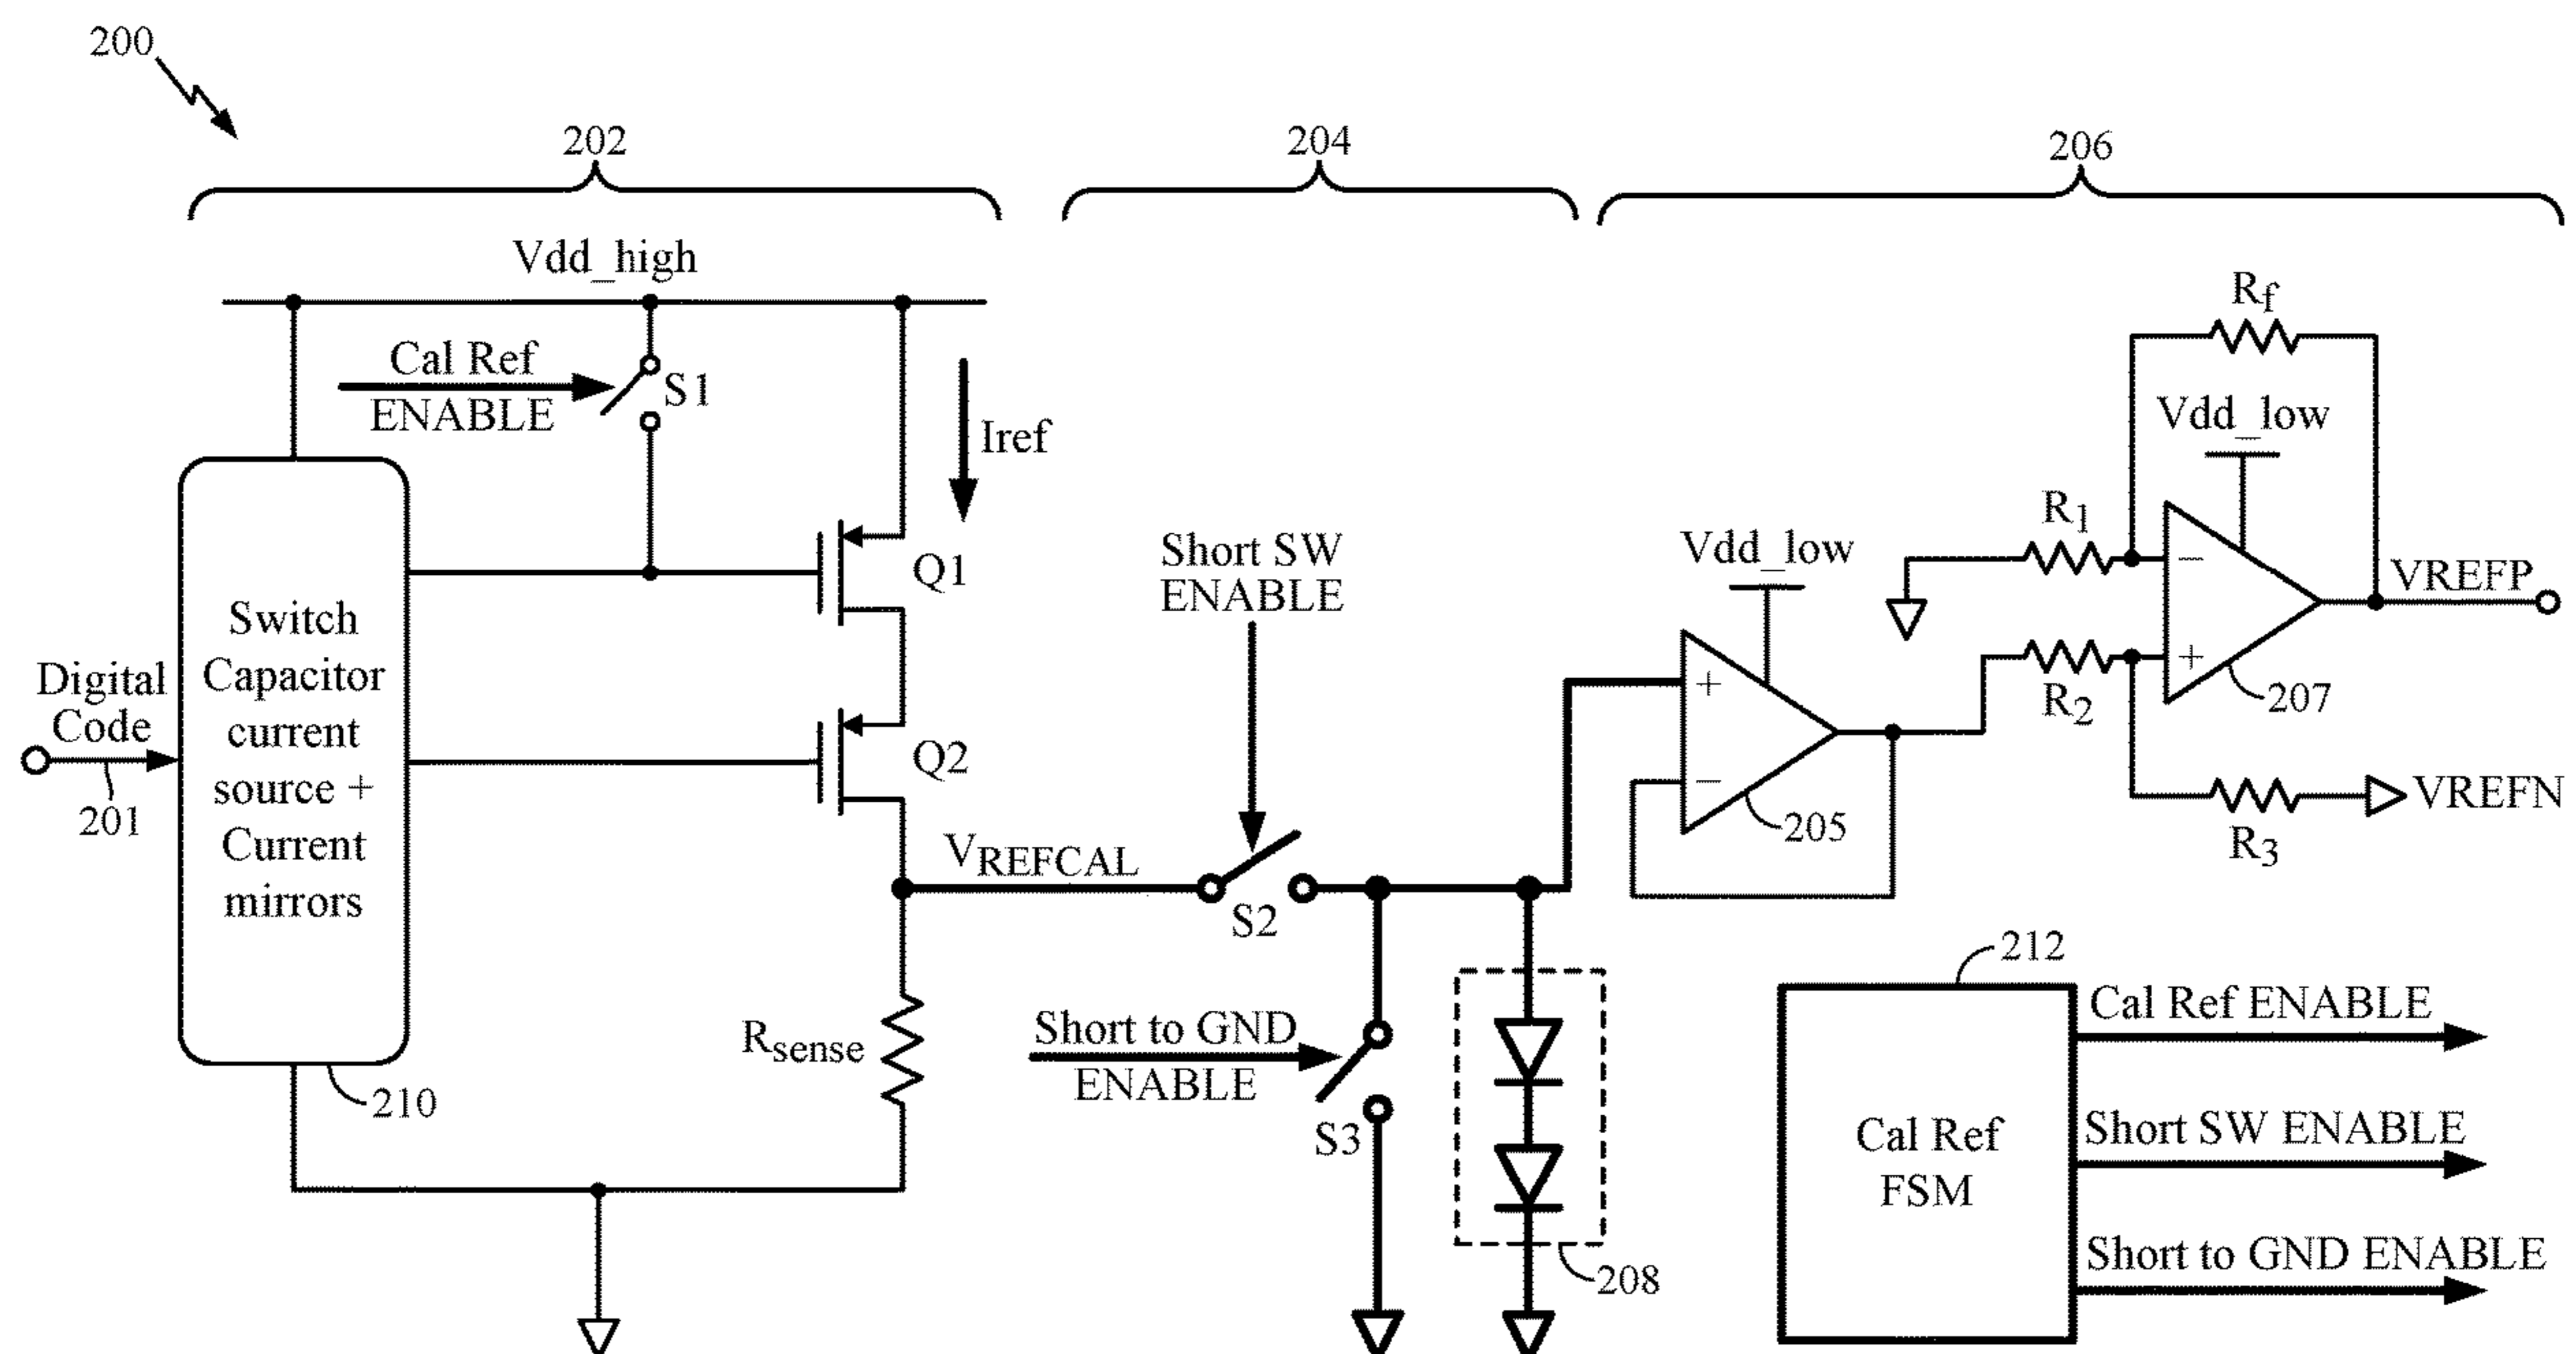 200
202
204
206
Vdd_high
Cal Ref
ENABLE
S1
Iref
Q1
Q2
Switch
Capacitor
current
source +
Current
mirrors
Digital
Code
201
210
VREFCAL
Rsense
Short SW
ENABLE
S2
Short to GND
ENABLE
S3
208
Vdd_low
+
−
205
Rf
Vdd_low
R1
−
+
R2
207
VREFP
R3
VREFN
212
Cal Ref
FSM
Cal Ref ENABLE
Short SW ENABLE
Short to GND ENABLE